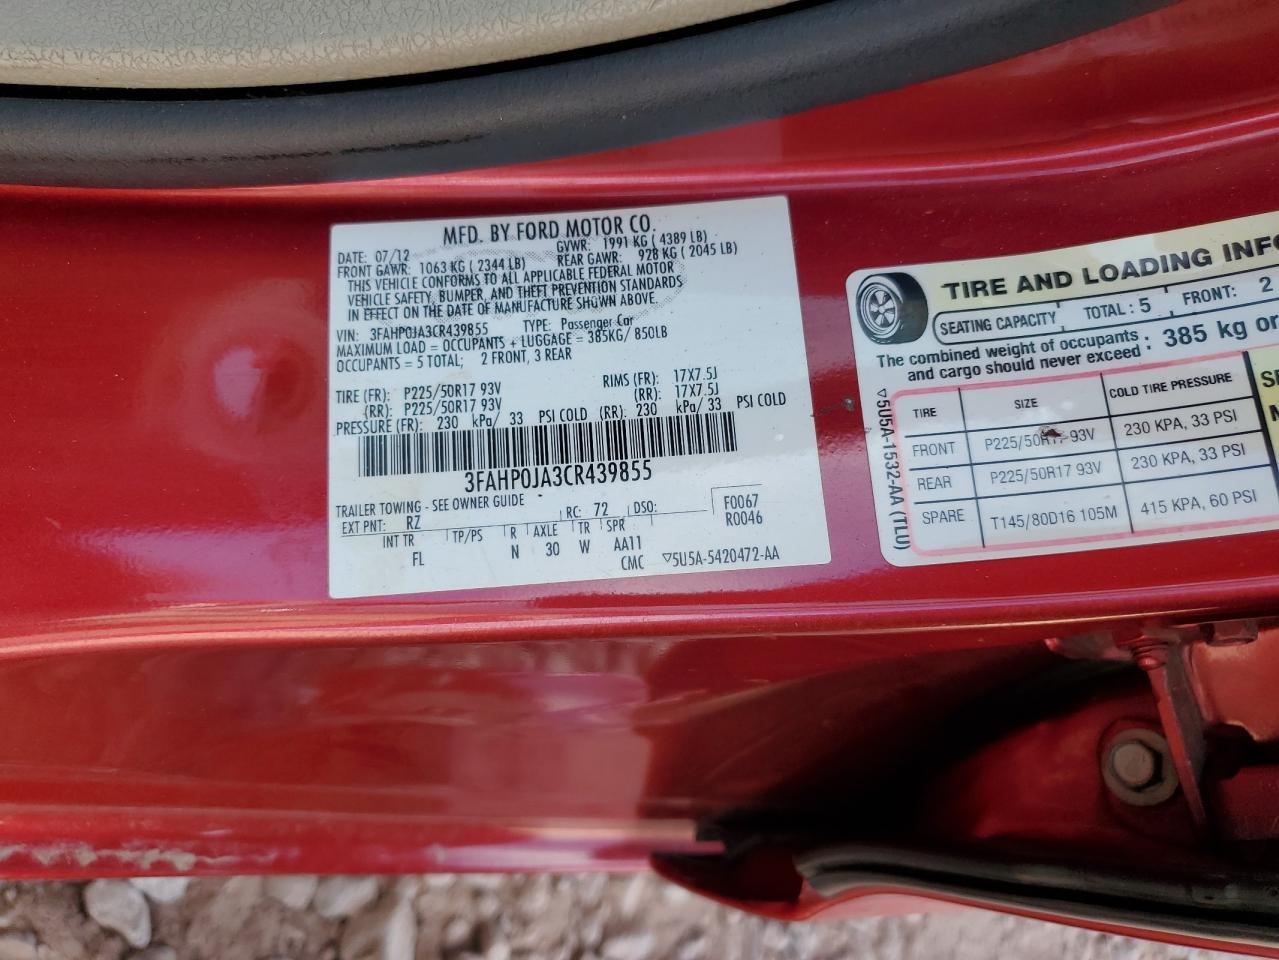 MFD. BY FORD MOTOR CO.
DATE: 07/12 GVWR: 1991 KG ( 4389 LB)
FRONT GAWR: 1063 KG ( 2344 LB) REAR GAWR: 928 KG ( 2045 LB)
THIS VEHICLE CONFORMS TO ALL APPLICABLE FEDERAL MOTOR
VEHICLE SAFETY, BUMPER, AND THEFT PREVENTION STANDARDS
IN EFFECT ON THE DATE OF MANUFACTURE SHOWN ABOVE.
VIN: 3FAHP0JA3CR439855 TYPE: Passenger Car
MAXIMUM LOAD = OCCUPANTS + LUGGAGE = 385KG/ 850LB
OCCUPANTS = 5 TOTAL: 2 FRONT, 3 REAR
TIRE (FR): P225/50R17 93V RIMS (FR): 17X7.5J
(RR): P225/50R17 93V (RR): 17X7.5J
PRESSURE (FR): 230 kPa/ 33 PSI COLD (RR): 230 kPa/ 33 PSI COLD
3FAHP0JA3CR439855
TRAILER TOWING - SEE OWNER GUIDE
EXT PNT: RZ RC: 72 DSO: F0067
R0046
INT TR TP/PS R AXLE TR SPR
FL N 30 W AA11
CMC ▽5U5A-5420472-AA
TIRE AND LOADING INFO
SEATING CAPACITY TOTAL : 5 FRONT: 2
The combined weight of occupants
and cargo should never exceed : 385 kg or
▽5U5A-1532-AA (TLU)
TIRE SIZE COLD TIRE PRESSURE
FRONT P225/50R17 93V 230 KPA, 33 PSI
REAR P225/50R17 93V 230 KPA, 33 PSI
SPARE T145/80D16 105M 415 KPA, 60 PSI